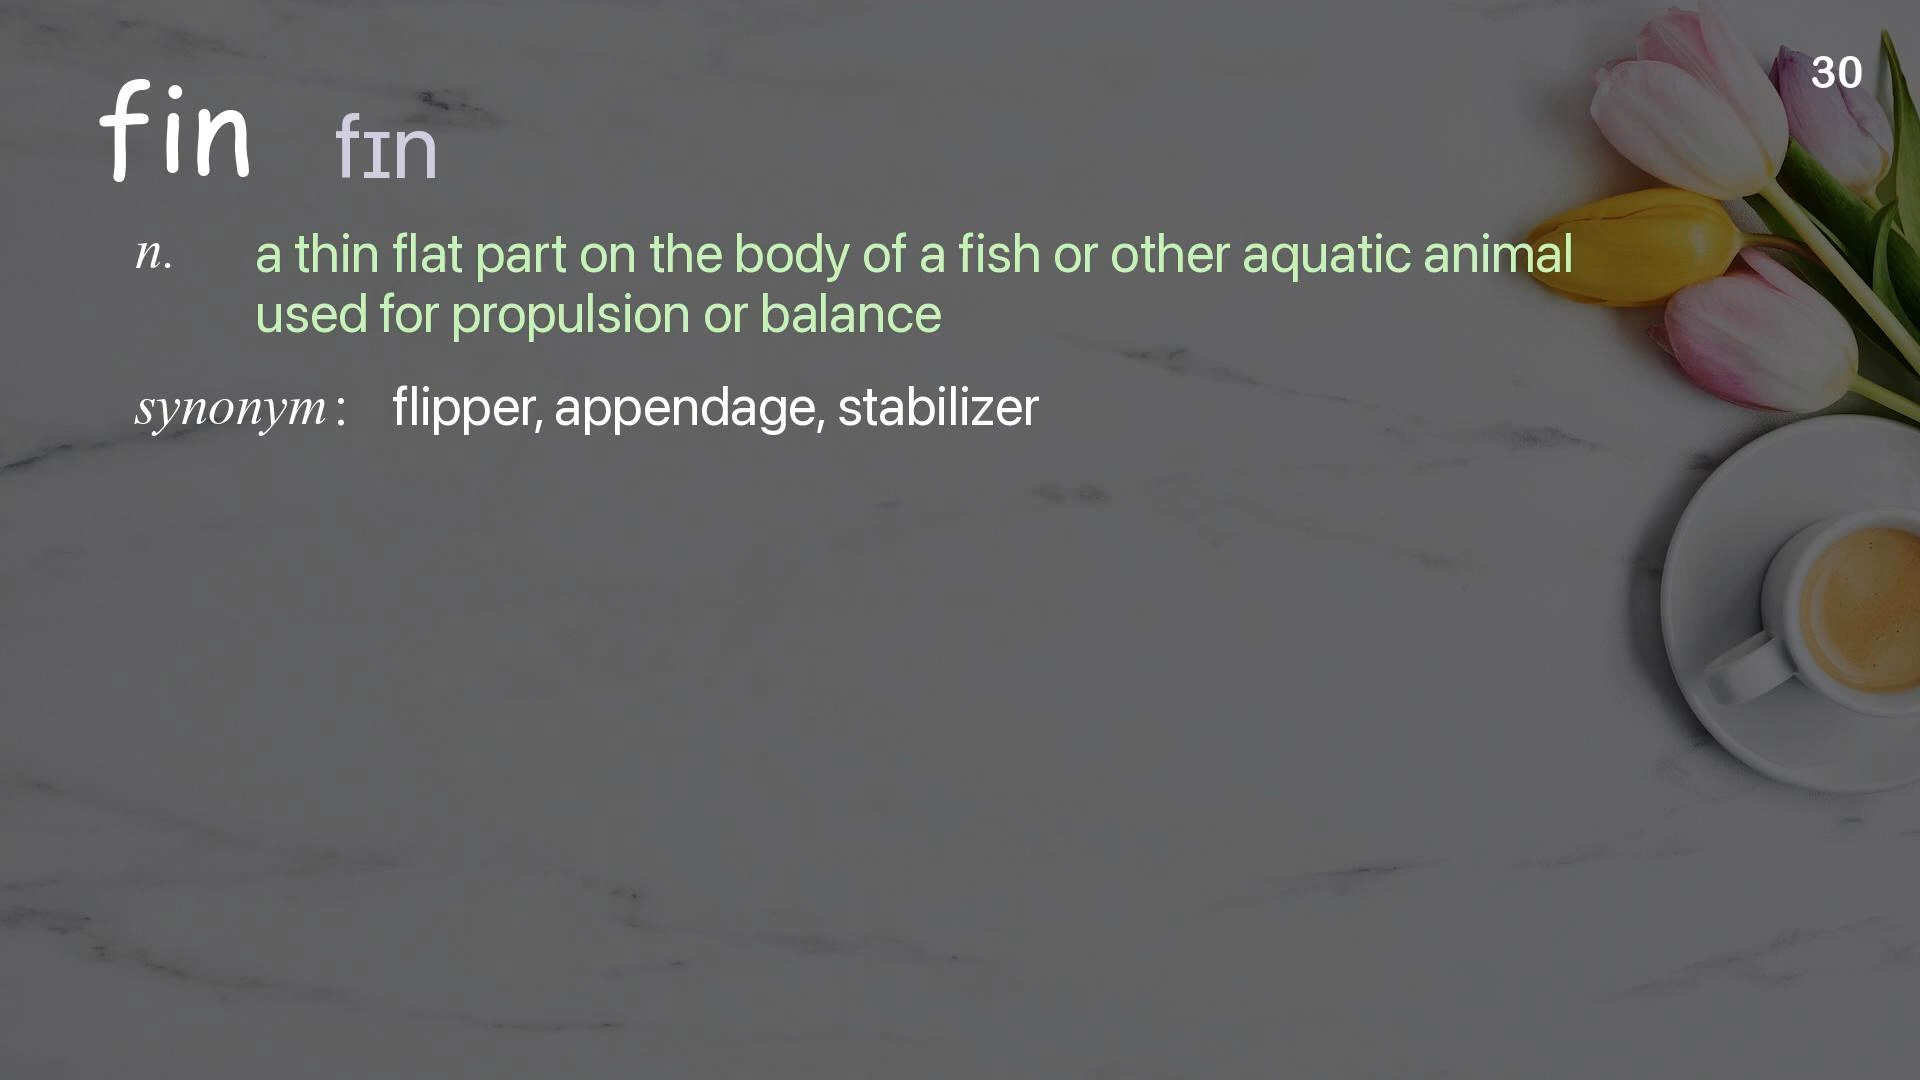 30
fin fɪn
n. a thin flat part on the body of a fish or other aquatic animal
used for propulsion or balance
synonym : flipper, appendage, stabilizer